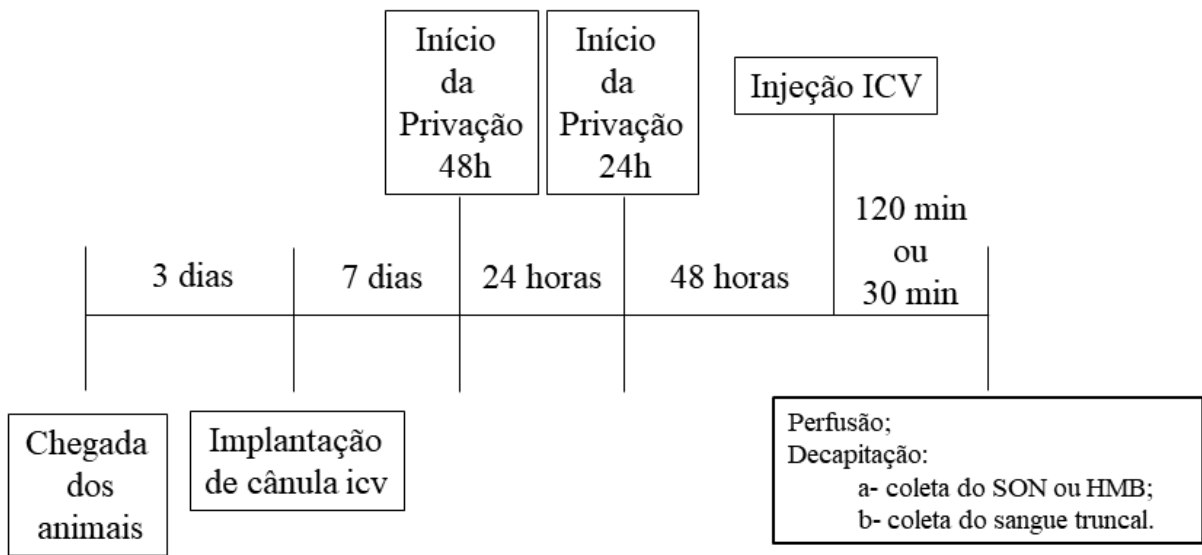 Início
da
Privação
48h
Início
da
Privação
24h
Injeção ICV
3 dias
7 dias
24 horas
48 horas
120 min
ou
30 min
Chegada
dos
animais
Implantação
de cânula icv
Perfusão;
Decapitação:
a- coleta do SON ou HMB;
b- coleta do sangue truncal.